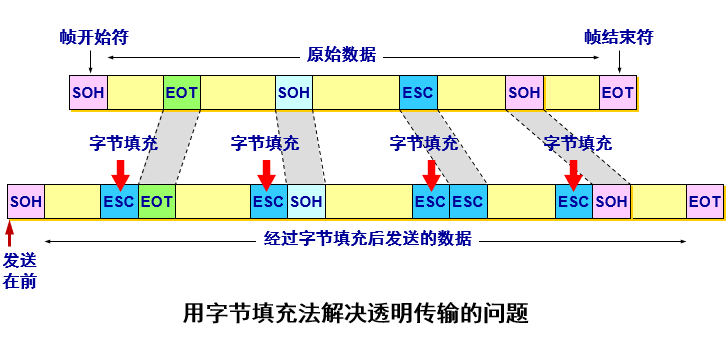 帧开始符
原始数据
帧结束符
SOH EOT SOH ESC SOH EOT
字节填充 字节填充 字节填充 字节填充
SOH ESC EOT ESC SOH ESC ESC ESC SOH EOT
经过字节填充后发送的数据
发送
在前
用字节填充法解决透明传输的问题